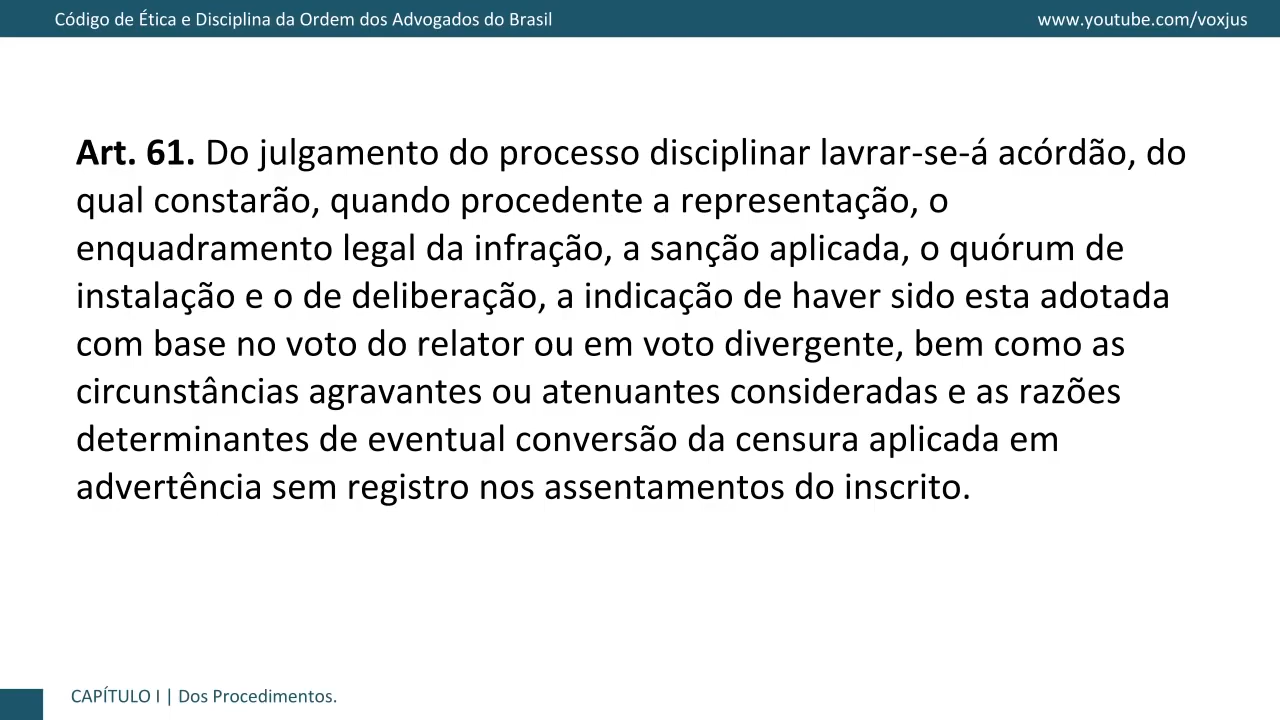 Código de Ética e Disciplina da Ordem dos Advogados do Brasil
www.youtube.com/voxjus
Art. 61. Do julgamento do processo disciplinar lavrar-se-á acórdão, do
qual constarão, quando procedente a representação, o
enquadramento legal da infração, a sanção aplicada, o quórum de
instalação e o de deliberação, a indicação de haver sido esta adotada
com base no voto do relator ou em voto divergente, bem como as
circunstâncias agravantes ou atenuantes consideradas e as razões
determinantes de eventual conversão da censura aplicada em
advertência sem registro nos assentamentos do inscrito.
CAPÍTULO I | Dos Procedimentos.